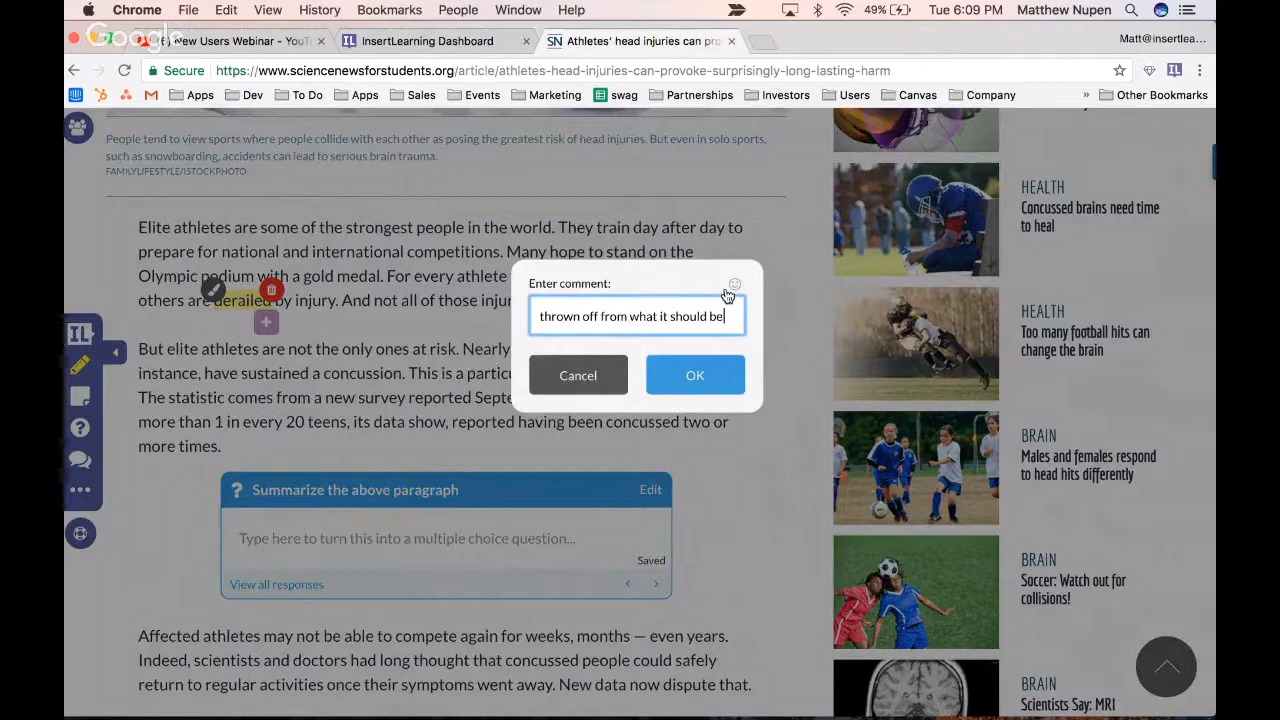 Chrome File Edit View History Bookmarks People Window Help 49% Tue 6:09 PM Matthew Nupen
Google
New Users Webinar - YouT × InsertLearning Dashboard × SN Athletes' head injuries can pro ×
Matt@insertlea...
Secure https://www.sciencenewsforstudents.org/article/athletes-head-injuries-can-provoke-surprisingly-long-lasting-harm
Apps Dev To Do Apps Sales Events Marketing swag Partnerships Investors Users Canvas Company » Other Bookmarks
People tend to view sports where people collide with each other as posing the greatest risk of head injuries. But even in solo sports,
such as snowboarding, accidents can lead to serious brain trauma.
FAMILYLIFESTYLE/ISTOCKPHOTO
Elite athletes are some of the strongest people in the world. They train day after day to
prepare for national and international competitions. Many hope to stand on the
Olympic podium with a gold medal. For every athlete
others are derailed by injury. And not all of those injur
But elite athletes are not the only ones at risk. Nearly
instance, have sustained a concussion. This is a particu
The statistic comes from a new survey reported Septe
more than 1 in every 20 teens, its data show, reported having been concussed two or
more times.
Enter comment:
thrown off from what it should be
Cancel OK
IL
? Summarize the above paragraph Edit
Type here to turn this into a multiple choice question...
Saved
View all responses ‹ ›
Affected athletes may not be able to compete again for weeks, months — even years.
Indeed, scientists and doctors had long thought that concussed people could safely
return to regular activities once their symptoms went away. New data now dispute that.
HEALTH
Concussed brains need time
to heal
HEALTH
Too many football hits can
change the brain
BRAIN
Males and females respond
to head hits differently
BRAIN
Soccer: Watch out for
collisions!
BRAIN
Scientists Say: MRI